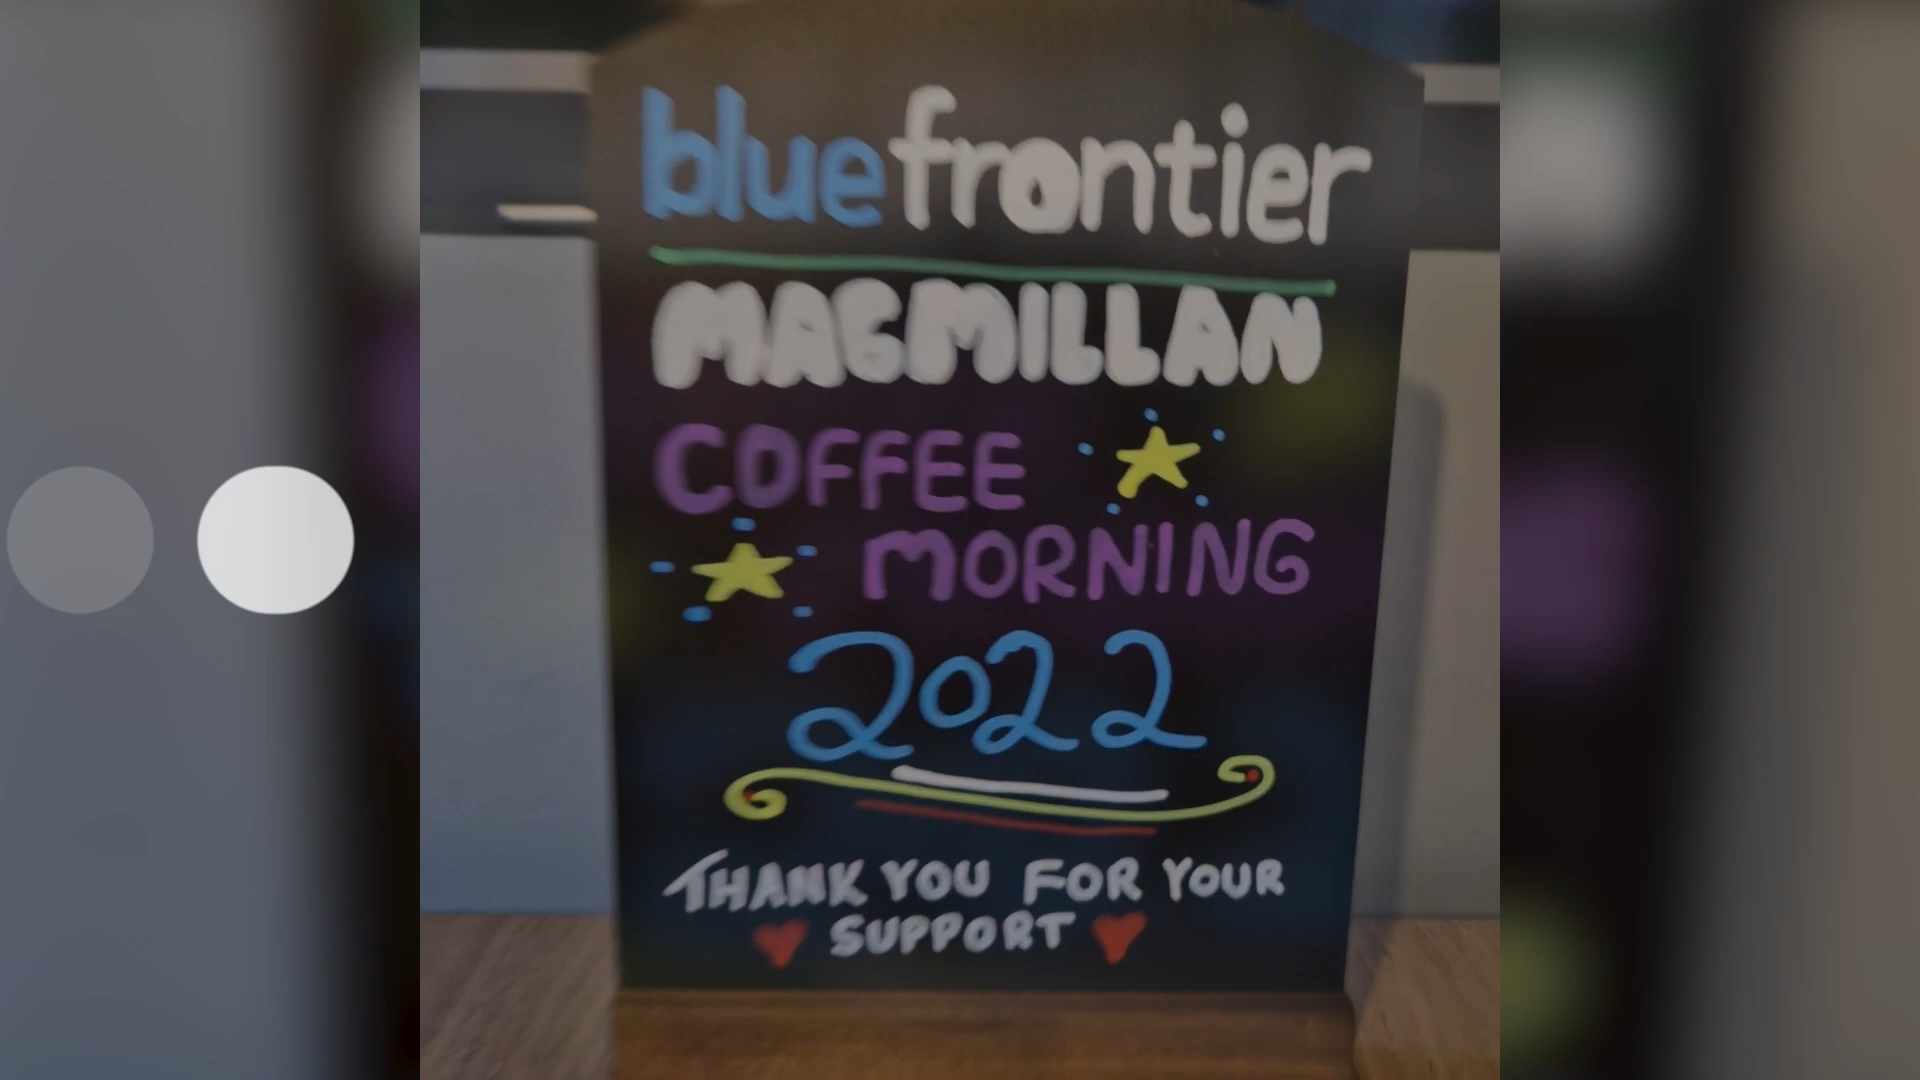 bluefrontier
MACMILLAN
COFFEE
MORNING
2022
THANK YOU FOR YOUR
SUPPORT